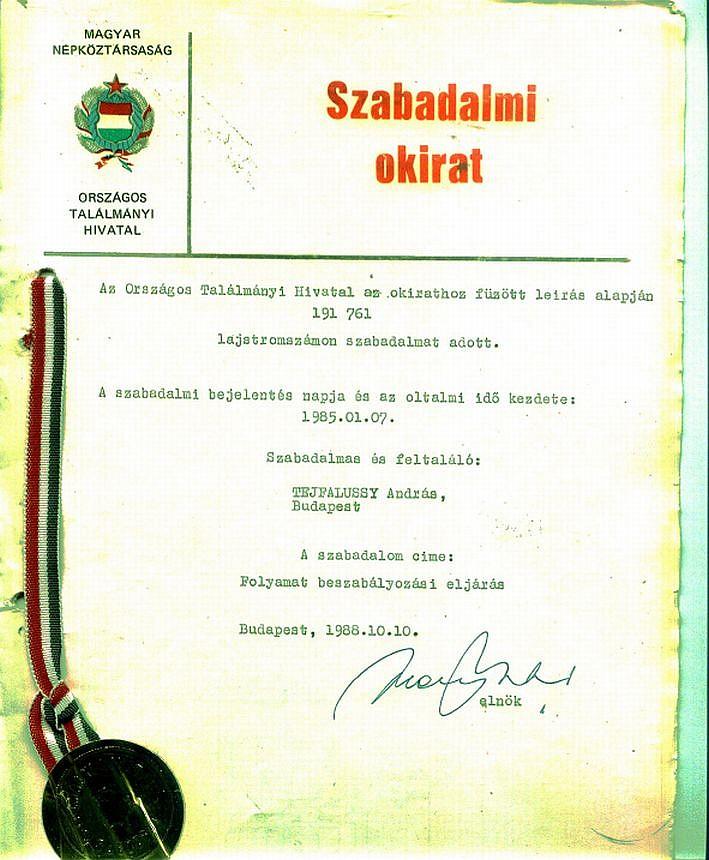 MAGYAR
NÉPKÖZTÁRSASÁG
ORSZÁGOS
TALÁLMÁNYI
HIVATAL
Szabadalmi
okirat
Az Országos Találmányi Hivatal az okirathoz füzött leirás alapján
191 761
lajstromszámon szabadalmat adott.
A szabadalmi bejelentés napja és az oltalmi idő kezdete:
1985.01.07.
Szabadalmas és feltaláló:
TEJFALUSSY András,
Budapest
A szabadalom cime:
Folyamat beszabályozási eljárás
Budapest, 1988.10.10.
elnök